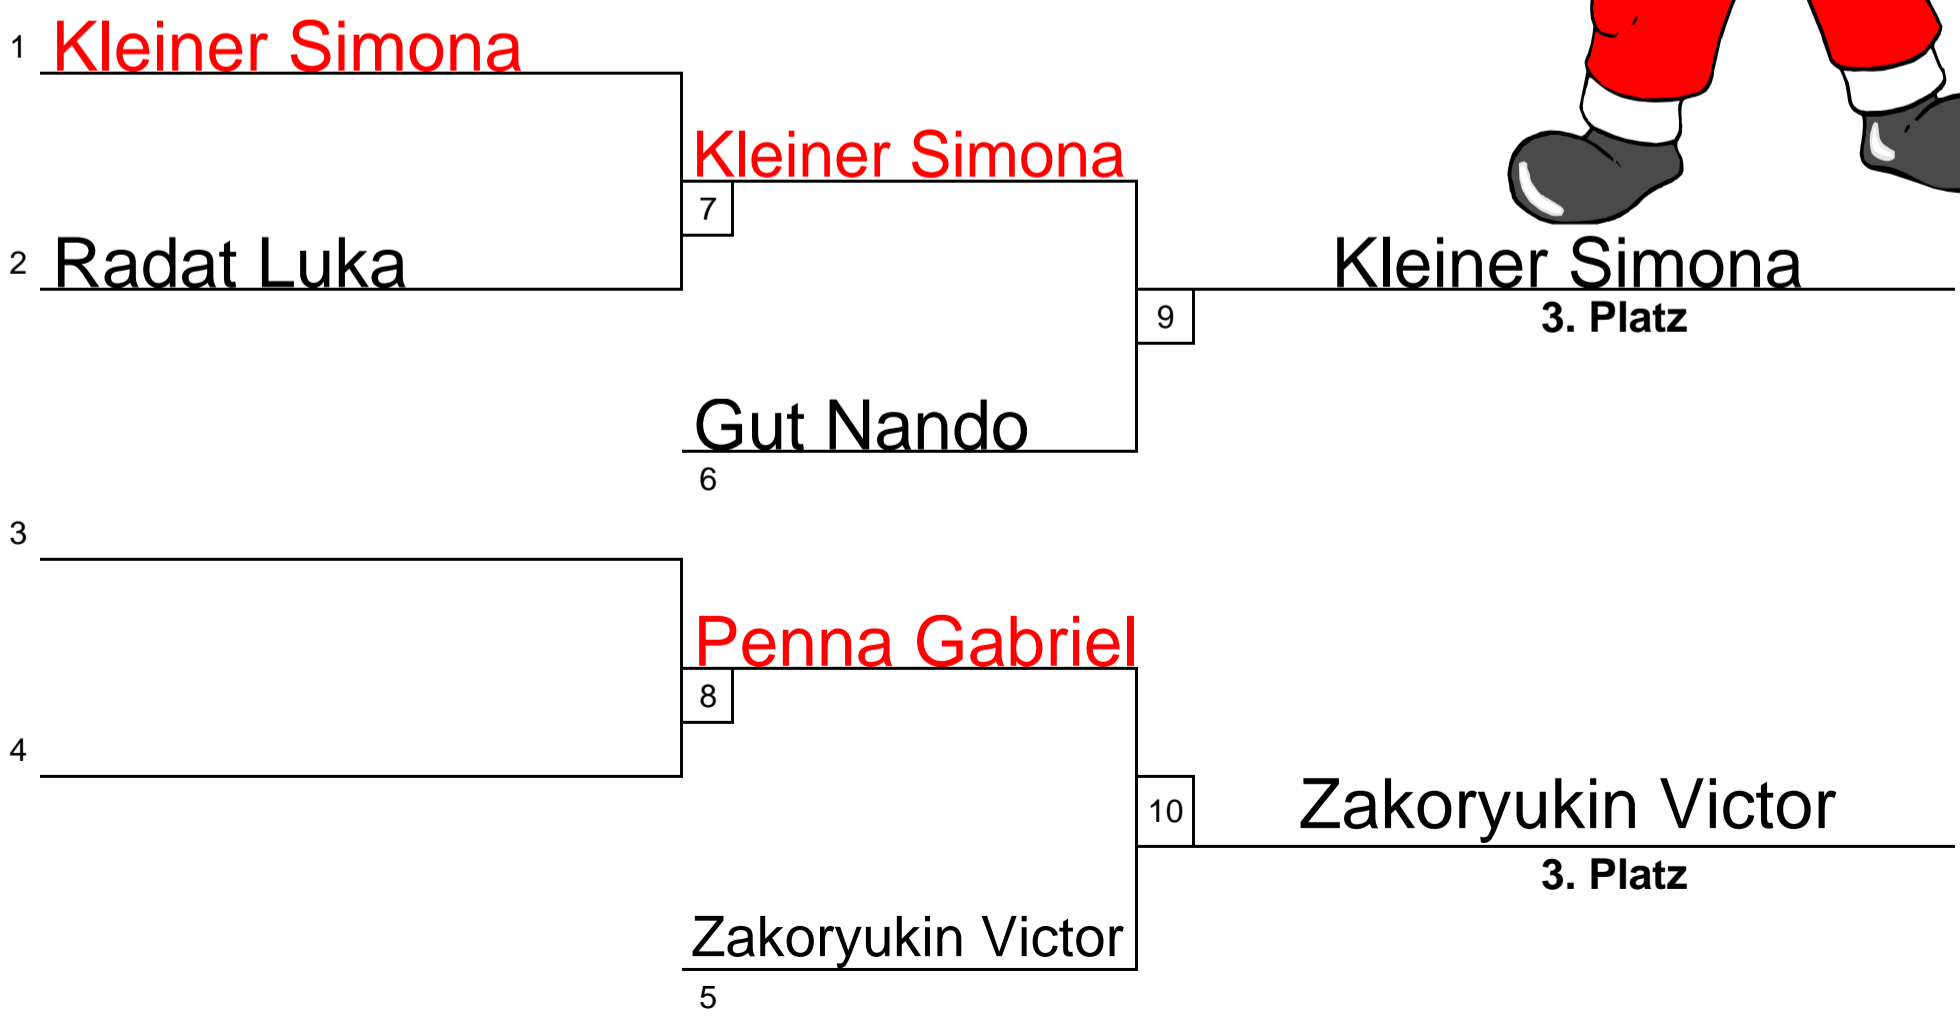 1 Kleiner Simona
Kleiner Simona
7
2 Radat Luka
Kleiner Simona
3. Platz
9
Gut Nando
6
3
Penna Gabriel
8
4
Zakoryukin Victor
10
3. Platz
Zakoryukin Victor
5